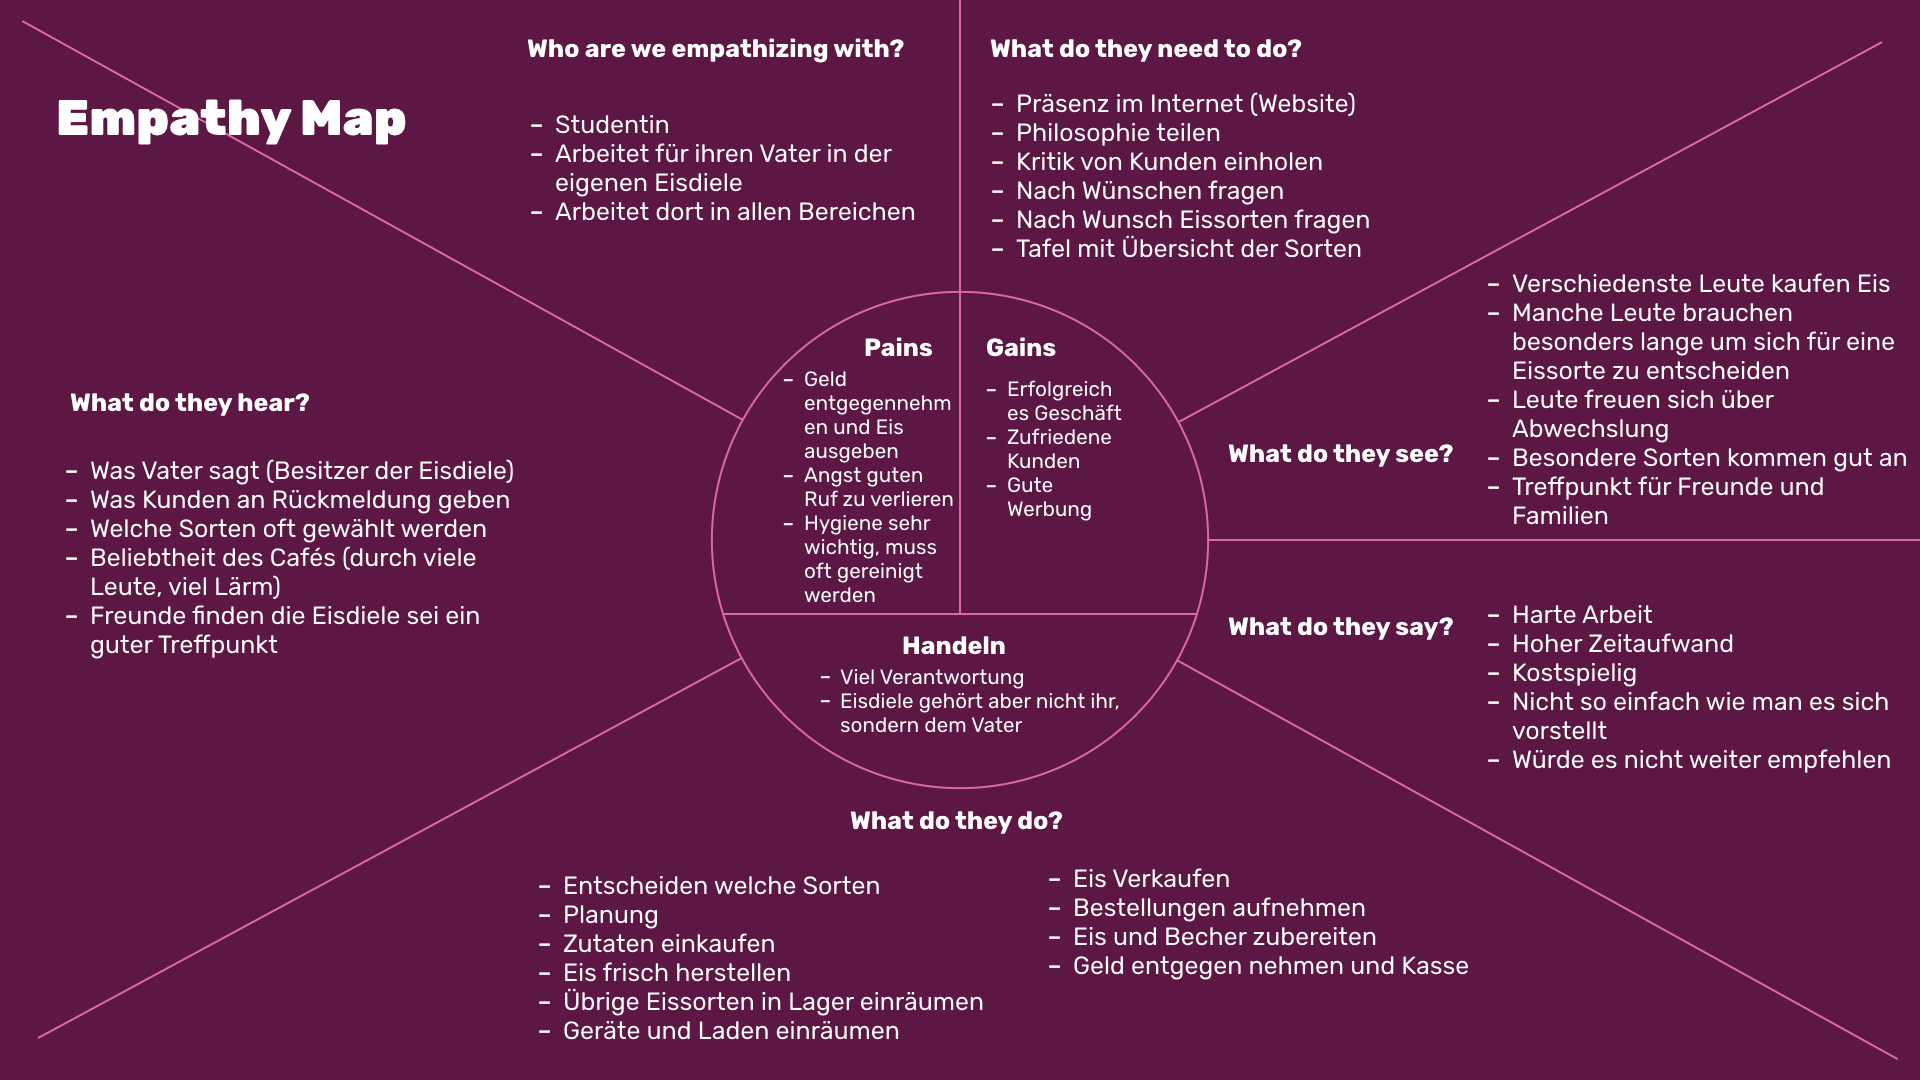 Empathy Map
Who are we empathizing with?
– Studentin
– Arbeitet für ihren Vater in der
eigenen Eisdiele
– Arbeitet dort in allen Bereichen
What do they need to do?
– Präsenz im Internet (Website)
– Philosophie teilen
– Kritik von Kunden einholen
– Nach Wünschen fragen
– Nach Wunsch Eissorten fragen
– Tafel mit Übersicht der Sorten
What do they see?
– Verschiedenste Leute kaufen Eis
– Manche Leute brauchen
besonders lange um sich für eine
Eissorte zu entscheiden
– Leute freuen sich über
Abwechslung
– Besondere Sorten kommen gut an
– Treffpunkt für Freunde und
Familien
What do they say?
– Harte Arbeit
– Hoher Zeitaufwand
– Kostspielig
– Nicht so einfach wie man es sich
vorstellt
– Würde es nicht weiter empfehlen
What do they do?
– Entscheiden welche Sorten
– Planung
– Zutaten einkaufen
– Eis frisch herstellen
– Übrige Eissorten in Lager einräumen
– Geräte und Laden einräumen
– Eis Verkaufen
– Bestellungen aufnehmen
– Eis und Becher zubereiten
– Geld entgegen nehmen und Kasse
What do they hear?
– Was Vater sagt (Besitzer der Eisdiele)
– Was Kunden an Rückmeldung geben
– Welche Sorten oft gewählt werden
– Beliebtheit des Cafés (durch viele
Leute, viel Lärm)
– Freunde finden die Eisdiele sei ein
guter Treffpunkt
Pains
– Geld
entgegennehm
en und Eis
ausgeben
– Angst guten
Ruf zu verlieren
– Hygiene sehr
wichtig, muss
oft gereinigt
werden
Gains
– Erfolgreich
es Geschäft
– Zufriedene
Kunden
– Gute
Werbung
Handeln
– Viel Verantwortung
– Eisdiele gehört aber nicht ihr,
sondern dem Vater